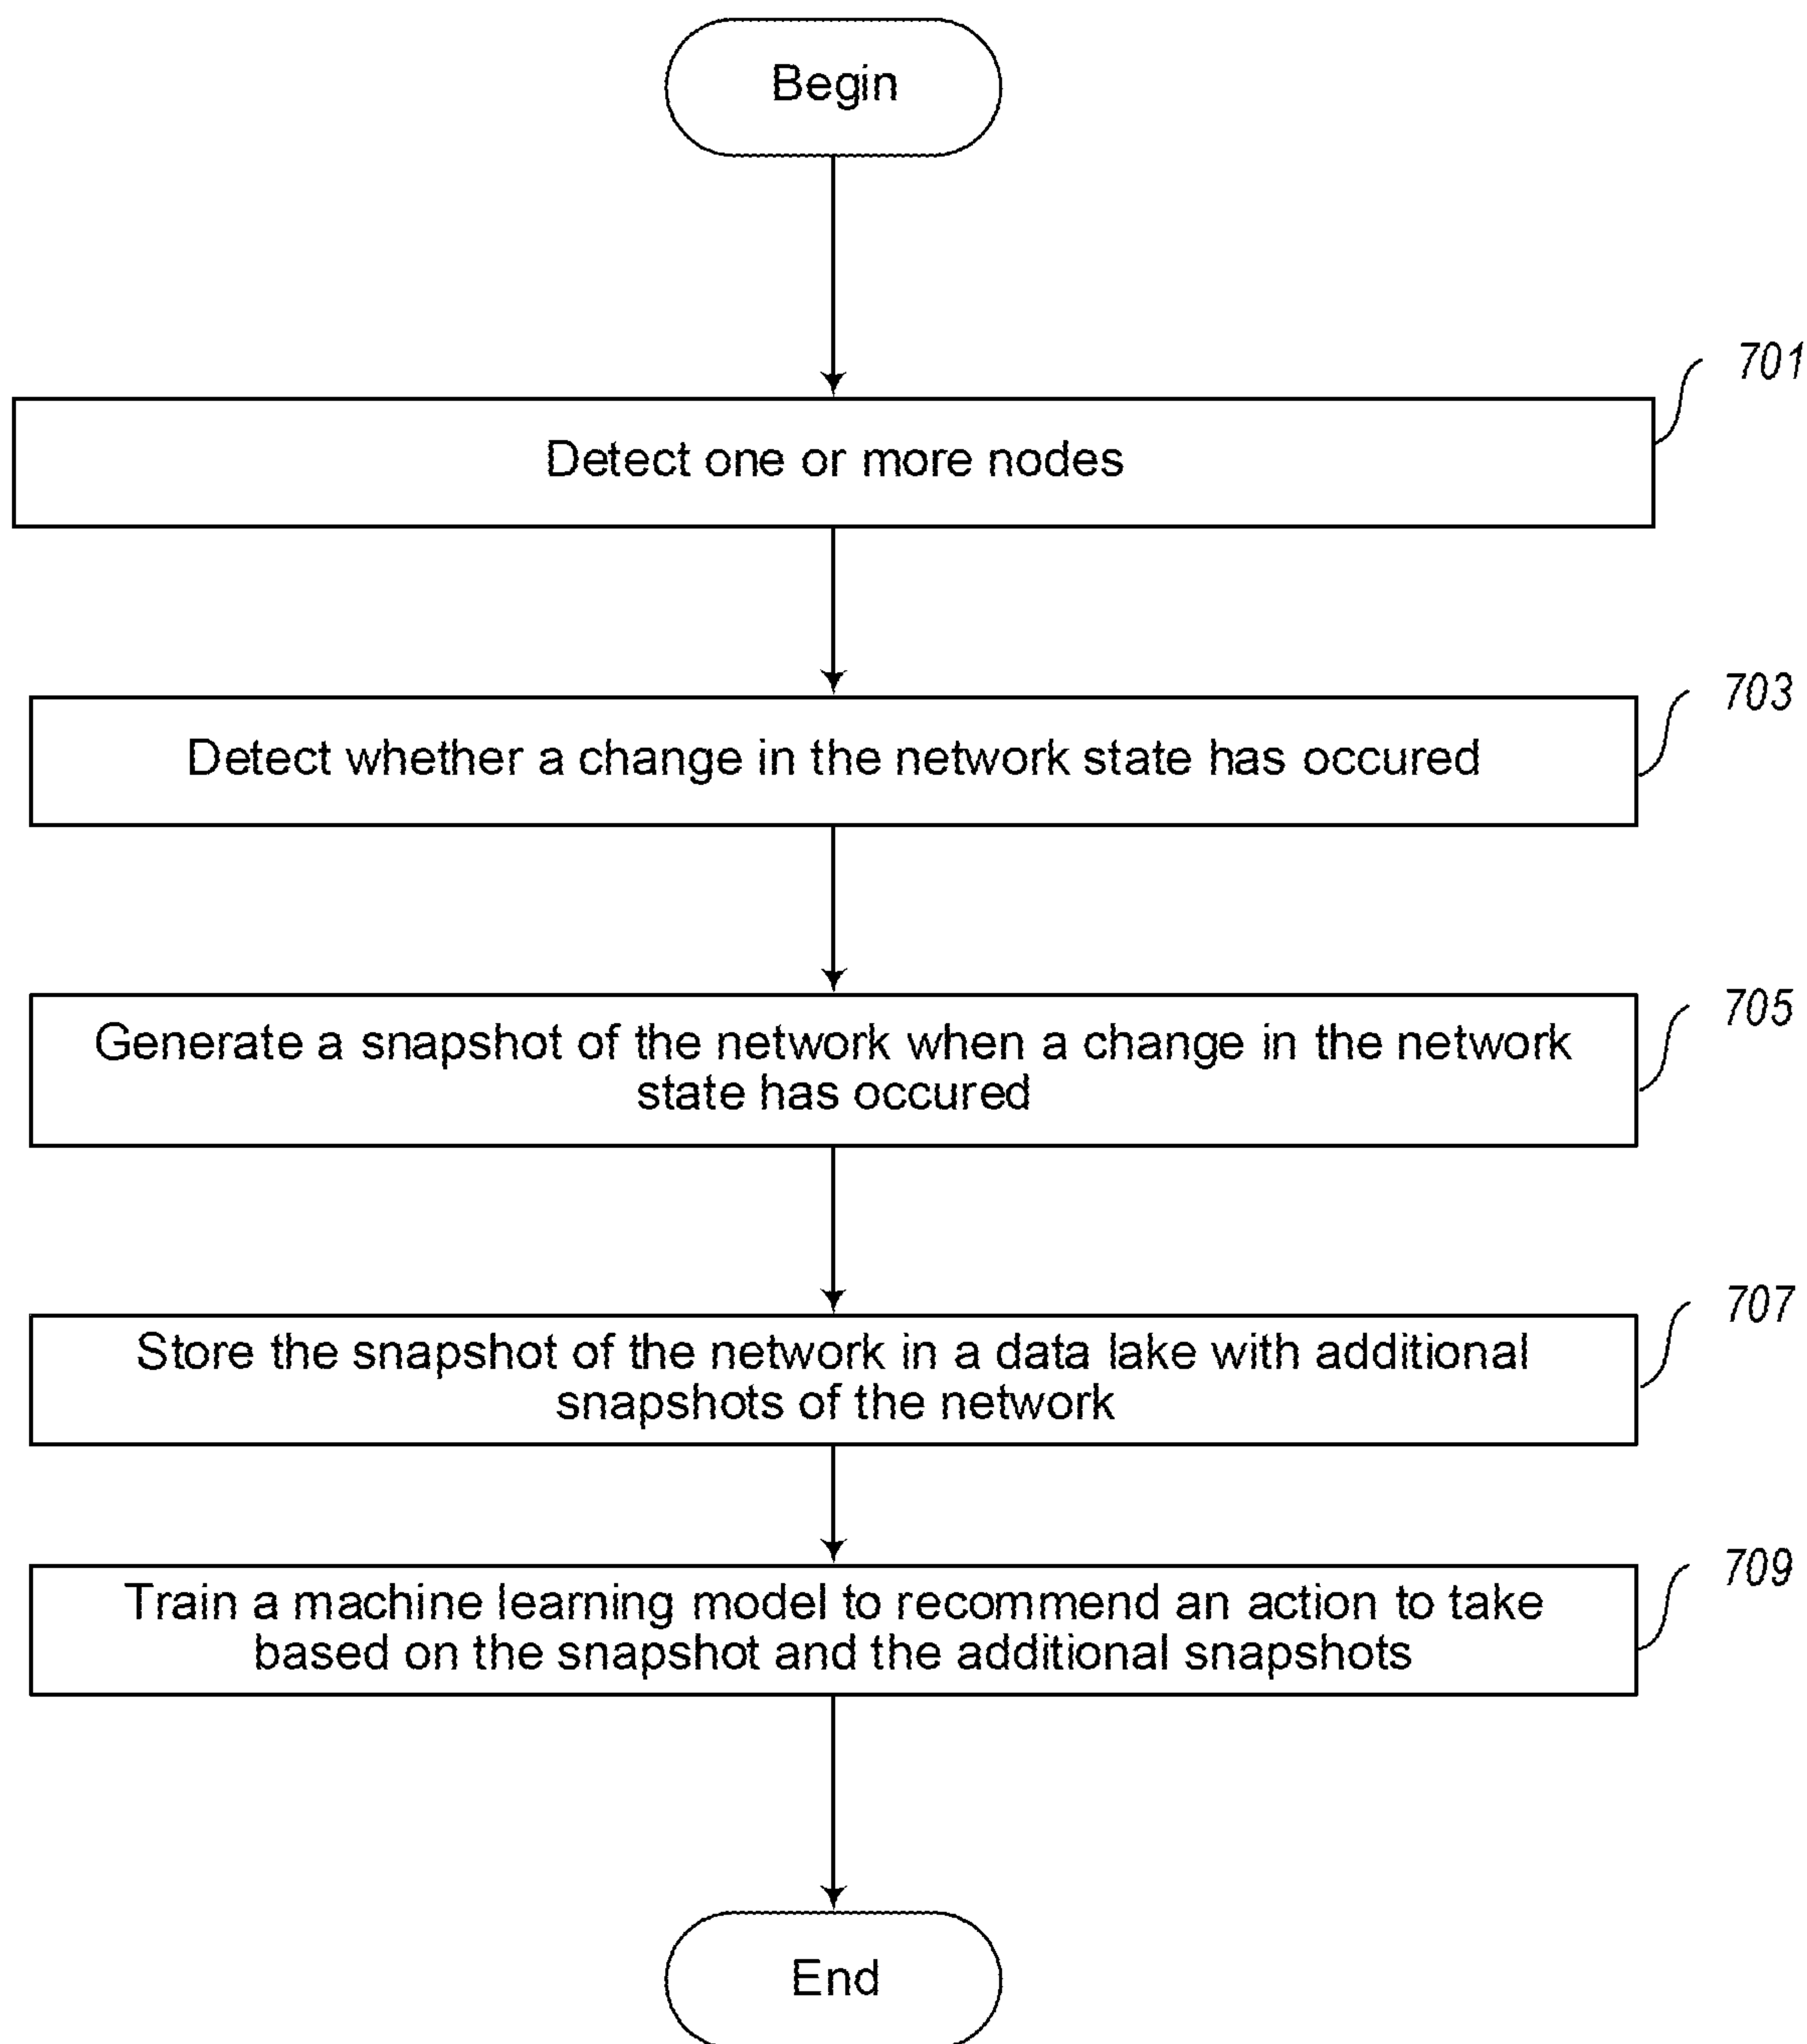 Begin
701
Detect one or more nodes
703
Detect whether a change in the network state has occured
705
Generate a snapshot of the network when a change in the network
state has occured
707
Store the snapshot of the network in a data lake with additional
snapshots of the network
709
Train a machine learning model to recommend an action to take
based on the snapshot and the additional snapshots
End